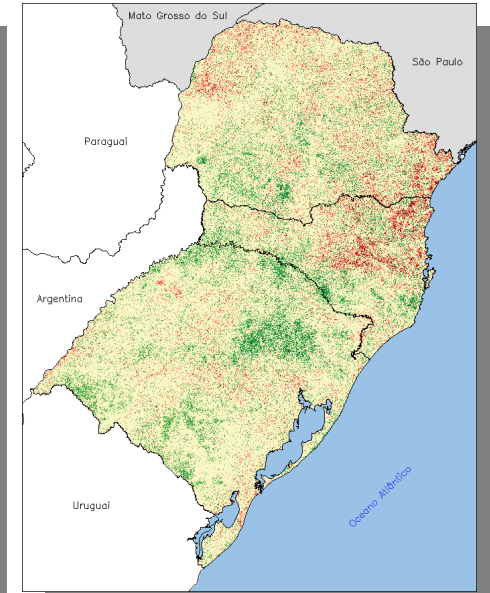 Mato Grosso do Sul
São Paulo
Paraguai
Argentina
Uruguai
Oceano Atlântico